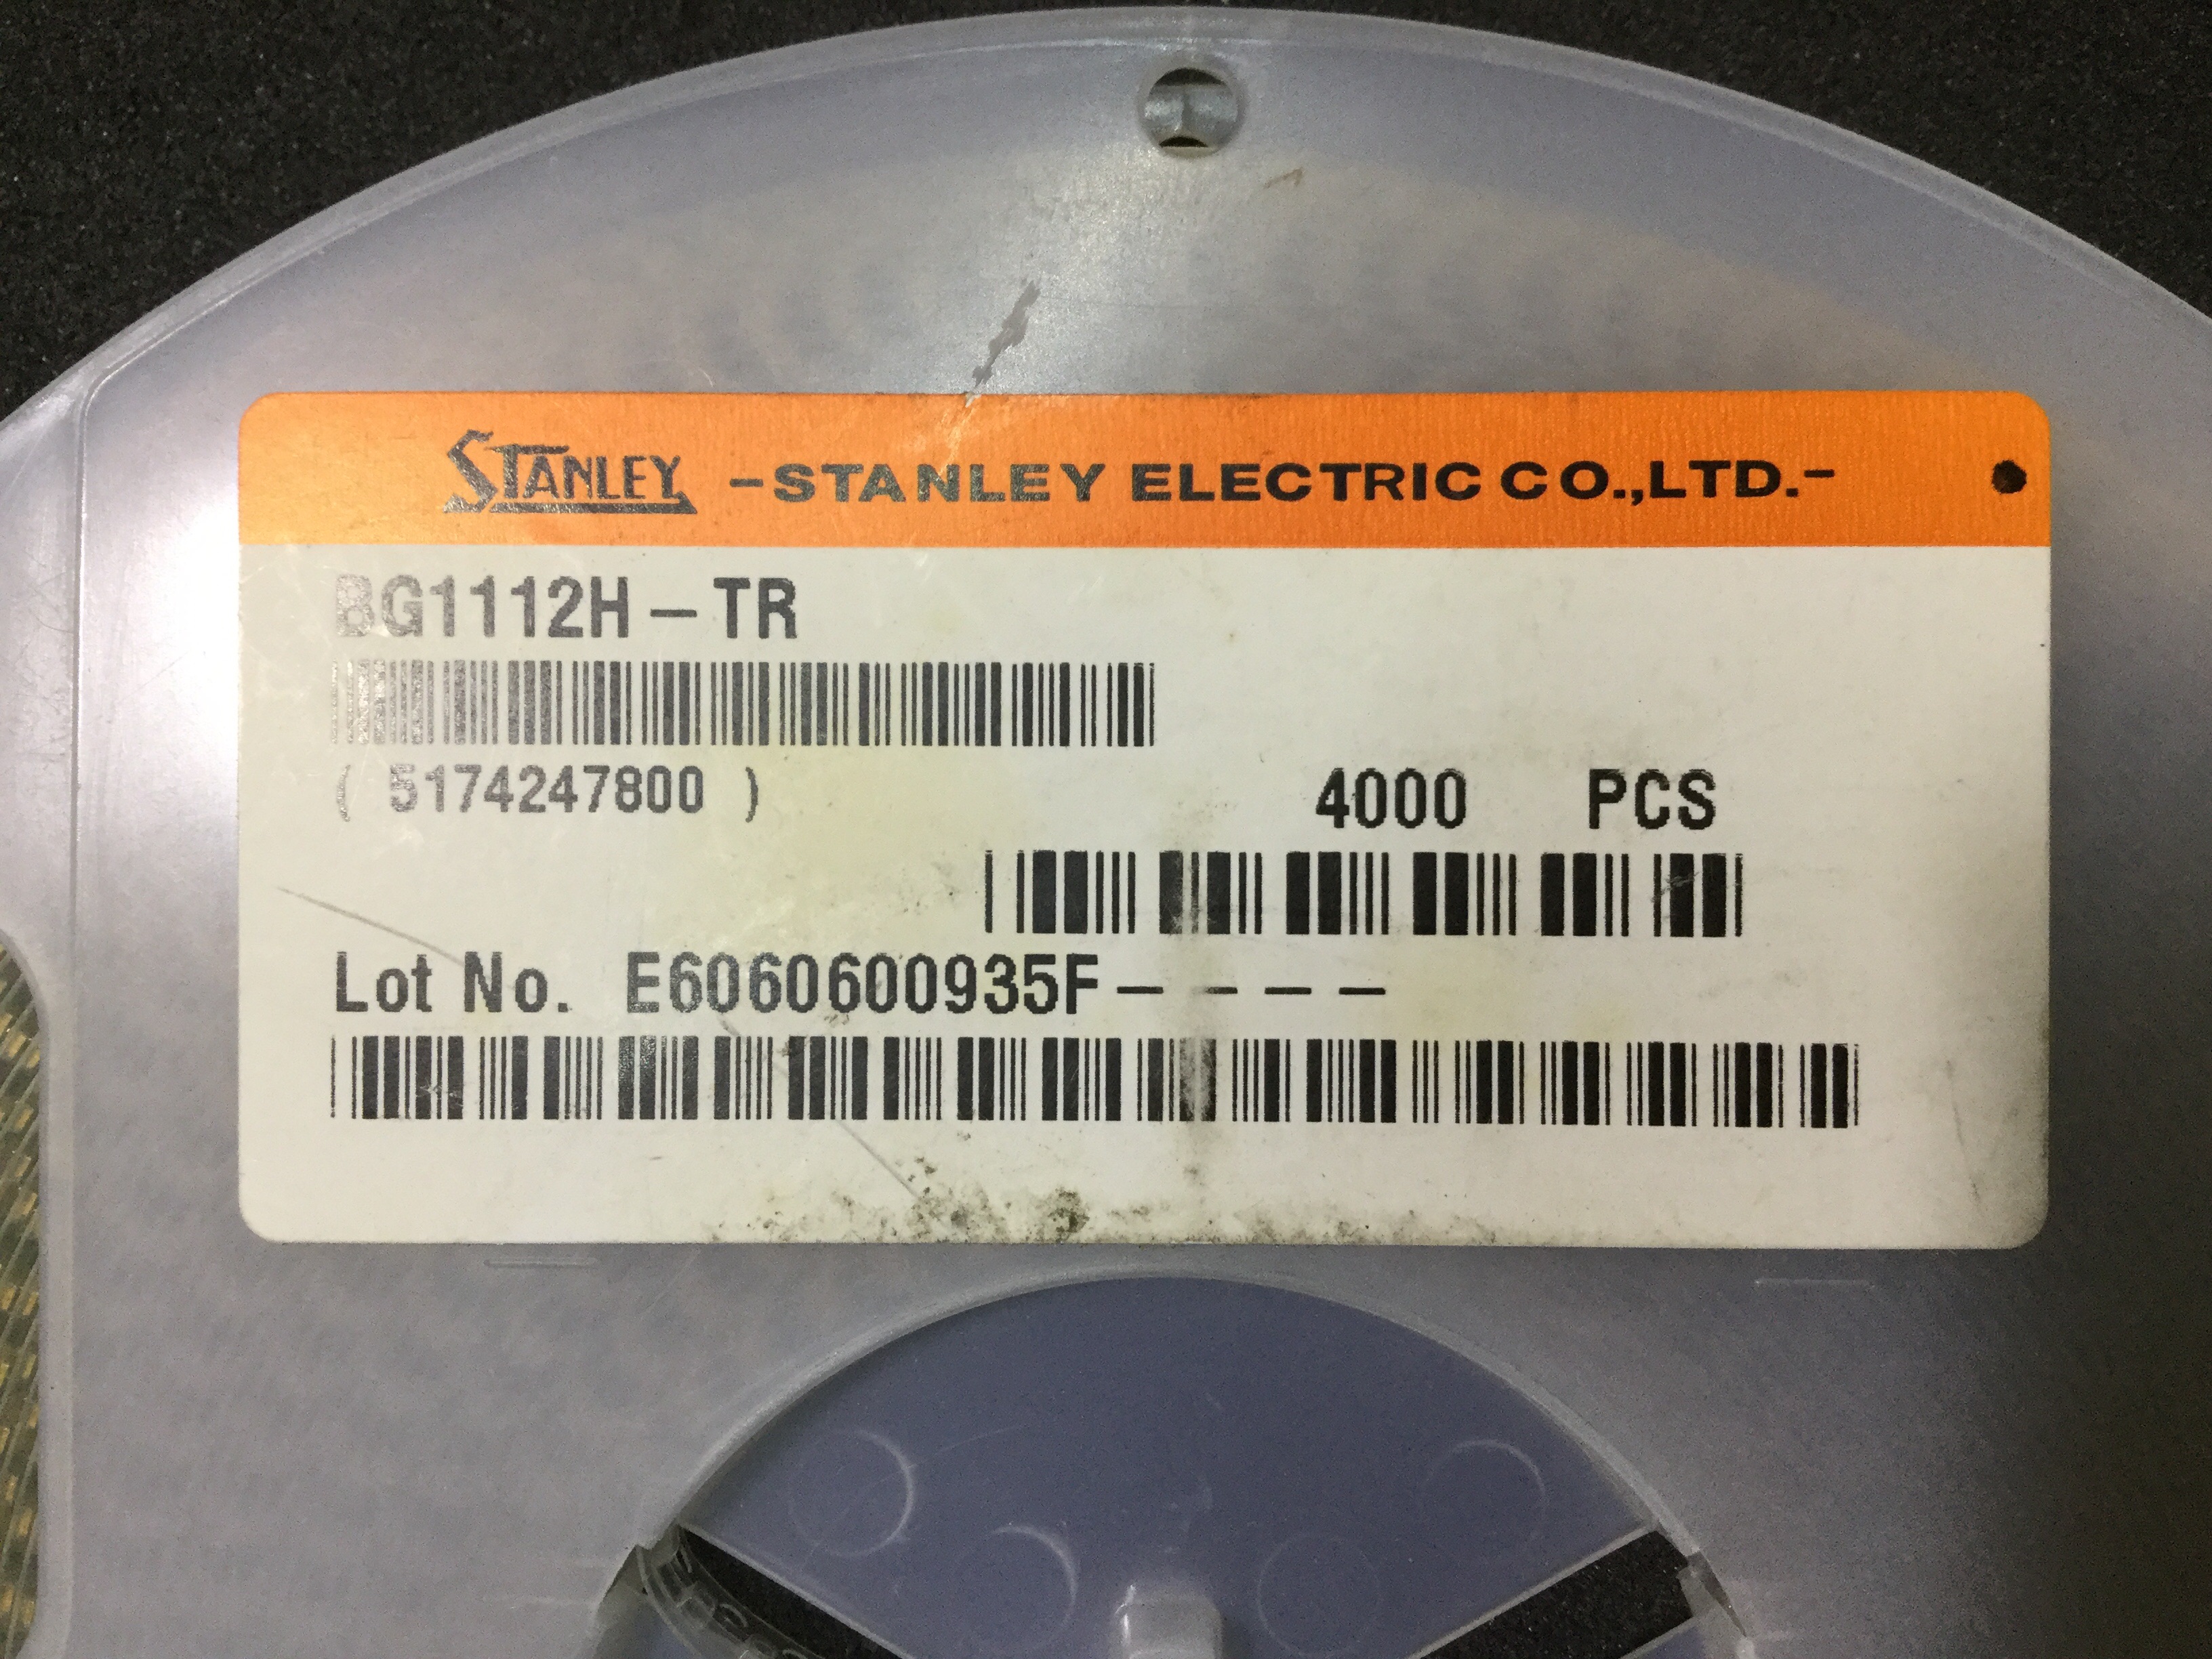 STANLEY -STANLEY ELECTRIC CO.,LTD.-
BG1112H-TR
( 5174247800 )
4000 PCS
Lot No. E6060600935F----